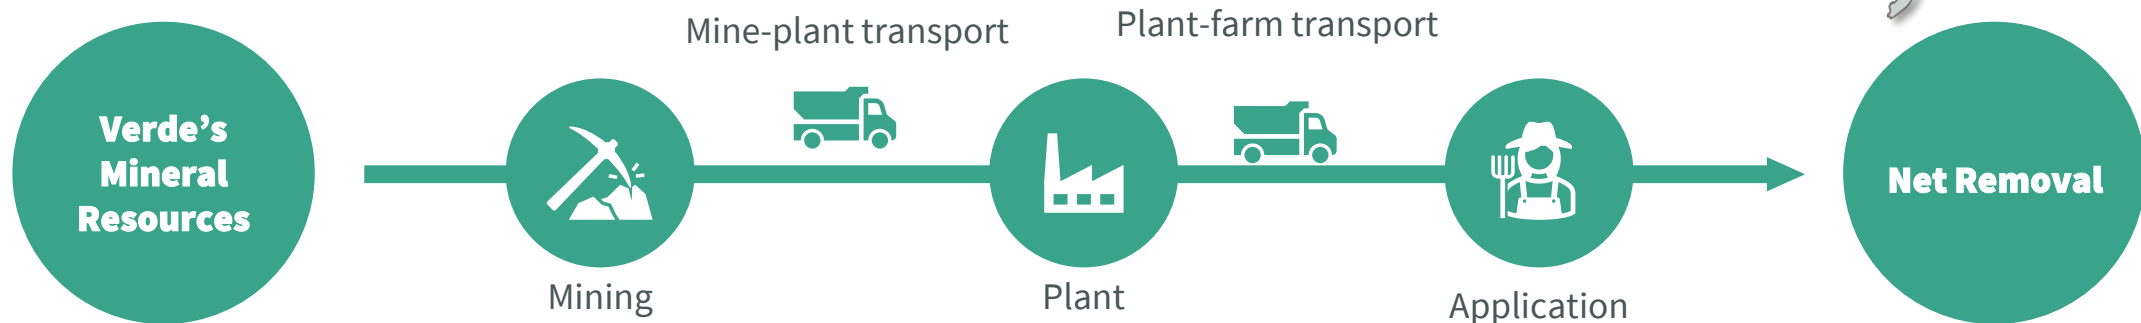 Verde’s
Mineral
Resources
Mining
Mine-plant transport
Plant
Plant-farm transport
Application
Net Removal